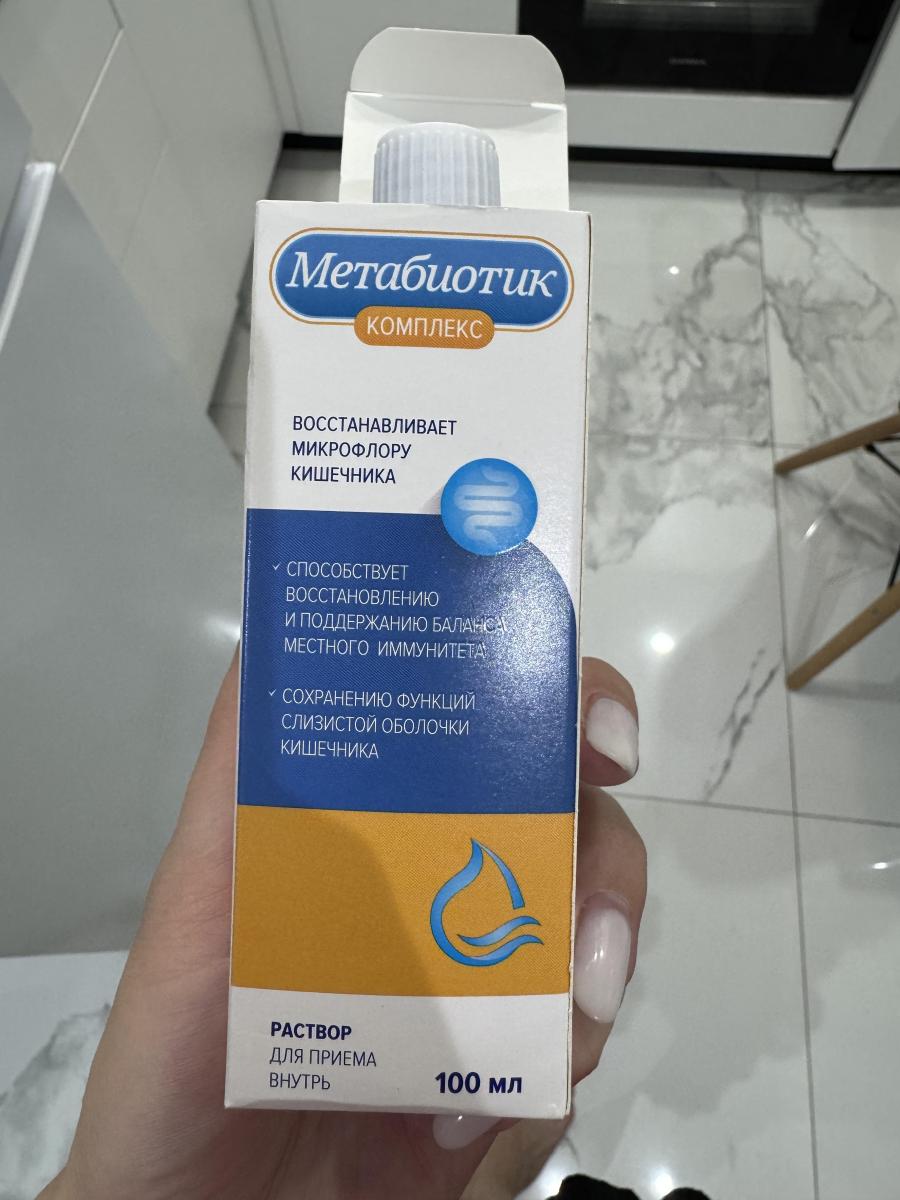 Метабиотик
КОМПЛЕКС
ВОССТАНАВЛИВАЕТ
МИКРОФЛОРУ
КИШЕЧНИКА
СПОСОБСТВУЕТ
ВОССТАНОВЛЕНИЮ
И ПОДДЕРЖАНИЮ БАЛАНСА
МЕСТНОГО ИММУНИТЕТА
СОХРАНЕНИЮ ФУНКЦИЙ
СЛИЗИСТОЙ ОБОЛОЧКИ
КИШЕЧНИКА
РАСТВОР
ДЛЯ ПРИЕМА
ВНУТРЬ
100 мл